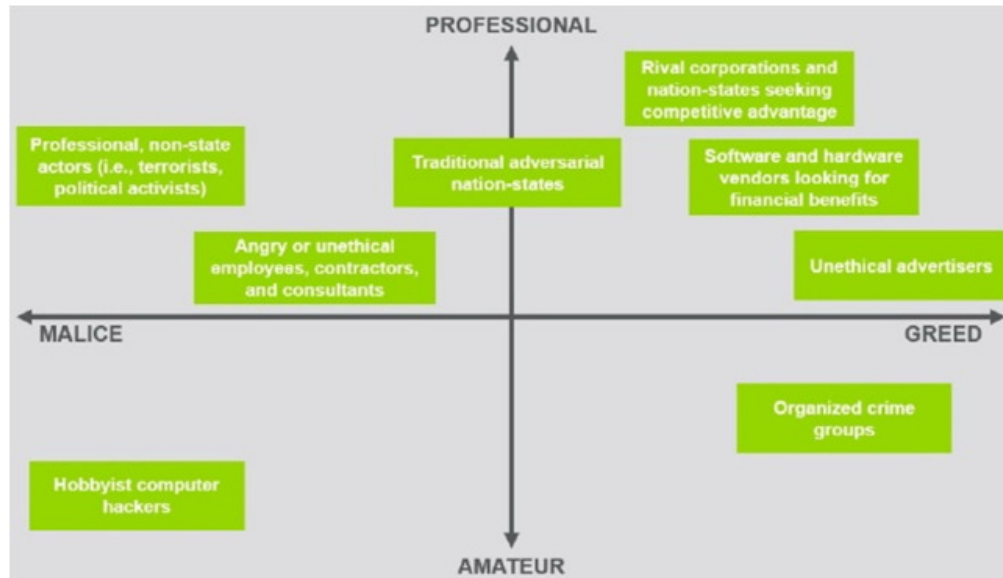 PROFESSIONAL
Rival corporations and
nation-states seeking
competitive advantage
Professional, non-state
actors (i.e., terrorists,
political activists)
Traditional adversarial
nation-states
Software and hardware
vendors looking for
financial benefits
Angry or unethical
employees, contractors,
and consultants
Unethical advertisers
MALICE
GREED
Organized crime
groups
Hobbyist computer
hackers
AMATEUR